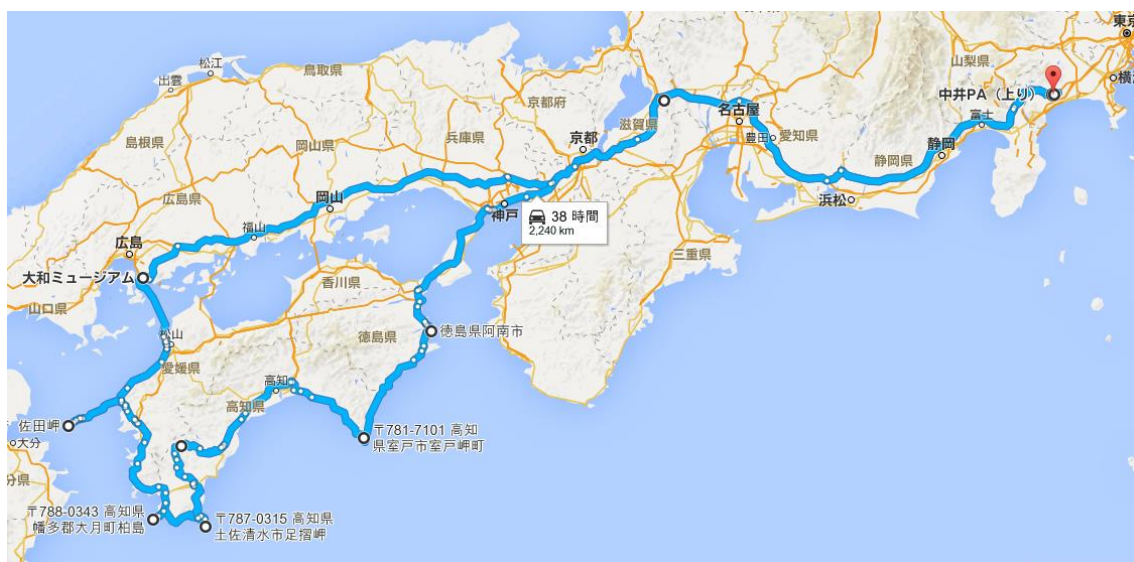 松江
出雲
鳥取県
島根県
京都府
兵庫県
岡山県
広島県
岡山
福山
広島
大和ミュージアム
山口県
松山
愛媛県
佐田岬
大分
分県
香川県
徳島県
徳島県阿南市
高知
高知県
〒781-7101 高知
県室戸市室戸岬町
〒788-0343 高知県
幡多郡大月町柏島
〒787-0315 高知県
土佐清水市足摺岬
神戸
38 時間
2,240 km
京都
滋賀県
三重県
名古屋
豊田
愛知県
浜松
静岡県
静岡
富士
山梨県
中井PA（上り）
東京
横